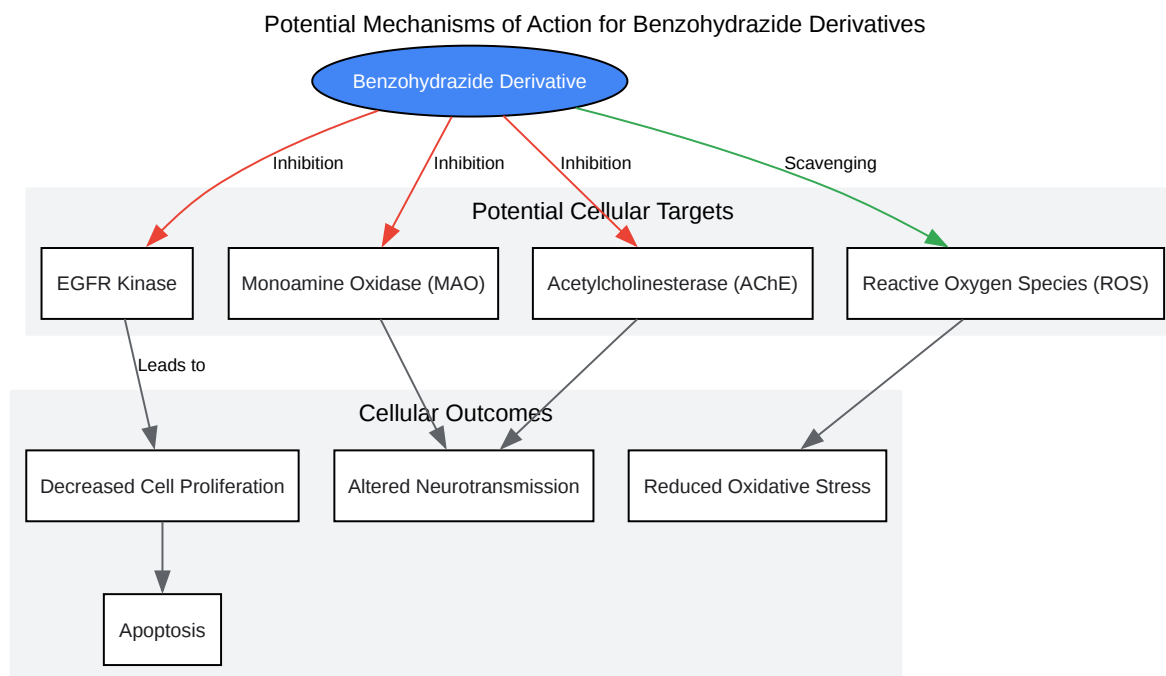 Potential Mechanisms of Action for Benzohydrazide Derivatives
Benzohydrazide Derivative
Inhibition
Inhibition
Inhibition
Scavenging
Potential Cellular Targets
EGFR Kinase
Monoamine Oxidase (MAO)
Acetylcholinesterase (AChE)
Reactive Oxygen Species (ROS)
Leads to
Cellular Outcomes
Decreased Cell Proliferation
Altered Neurotransmission
Reduced Oxidative Stress
Apoptosis